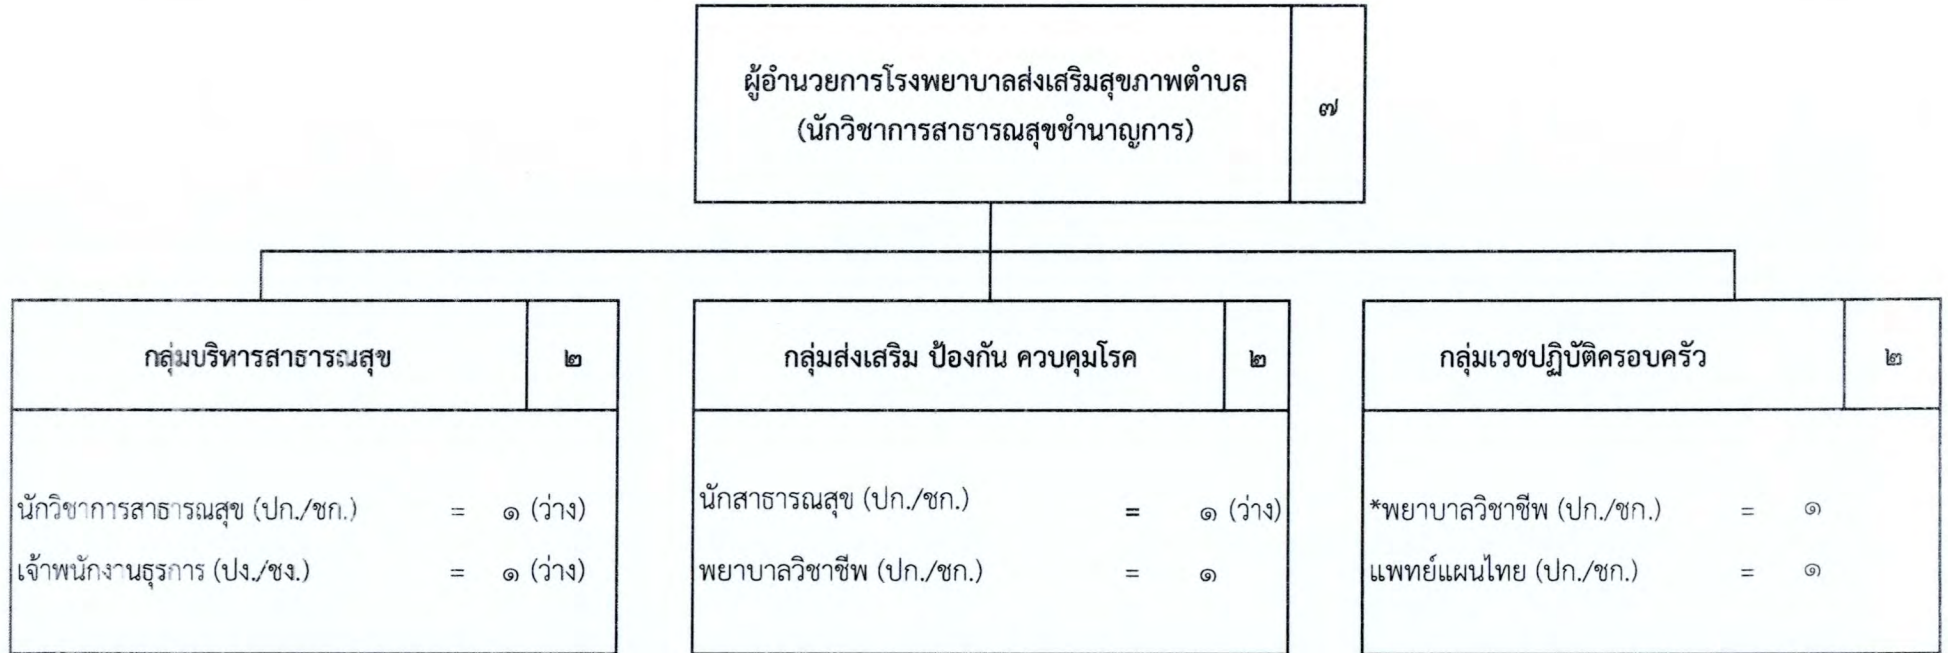 ผู้อำนวยการโรงพยาบาลส่งเสริมสุขภาพตำบล
(นักวิชาการสาธารณสุขชำนาญการ)
๗
กลุ่มบริหารสาธารณสุข ๒
นักวิชาการสาธารณสุข (ปก./ชก.) = ๑ (ว่าง)
เจ้าพนักงานธุรการ (ปง./ชง.) = ๑ (ว่าง)
กลุ่มส่งเสริม ป้องกัน ควบคุมโรค ๒
นักสาธารณสุข (ปก./ชก.) = ๑ (ว่าง)
พยาบาลวิชาชีพ (ปก./ชก.) = ๑
กลุ่มเวชปฏิบัติครอบครัว ๒
*พยาบาลวิชาชีพ (ปก./ชก.) = ๑
แพทย์แผนไทย (ปก./ชก.) = ๑